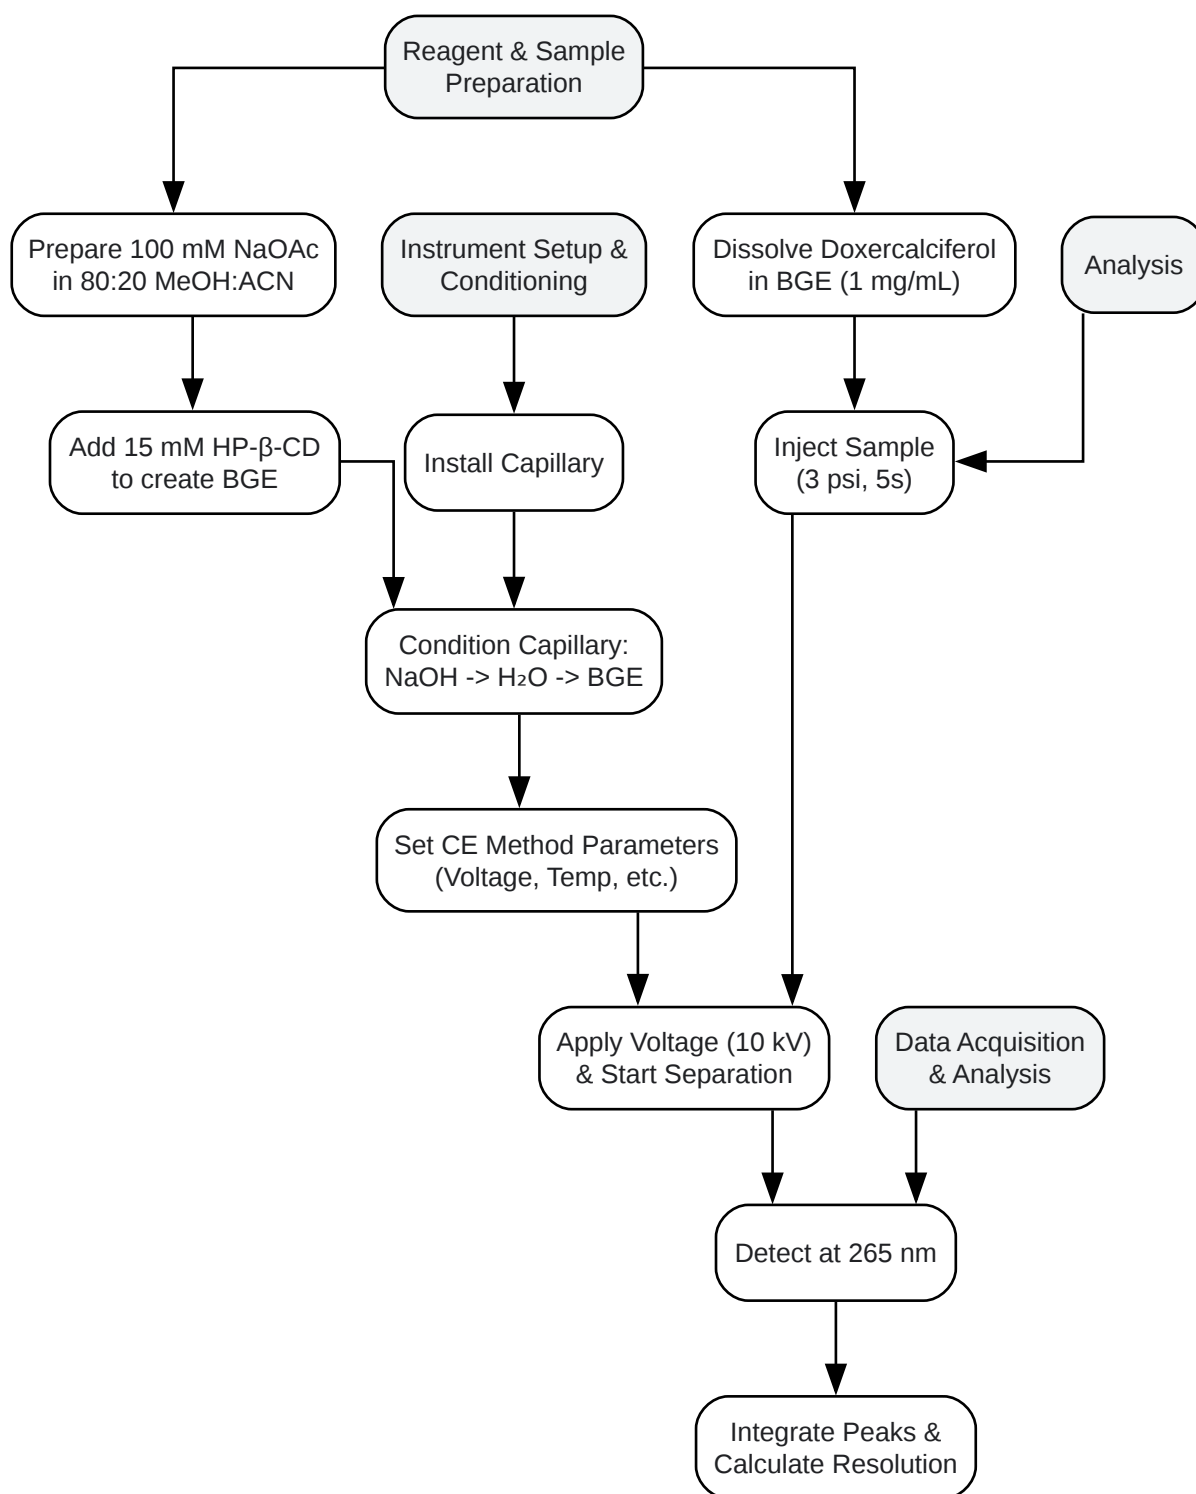 Reagent & Sample
Preparation
Prepare 100 mM NaOAc
in 80:20 MeOH:ACN
Instrument Setup &
Conditioning
Dissolve Doxercalciferol
in BGE (1 mg/mL)
Analysis
Add 15 mM HP-β-CD
to create BGE
Install Capillary
Inject Sample
(3 psi, 5s)
Condition Capillary:
NaOH -> H₂O -> BGE
Set CE Method Parameters
(Voltage, Temp, etc.)
Apply Voltage (10 kV)
& Start Separation
Data Acquisition
& Analysis
Detect at 265 nm
Integrate Peaks &
Calculate Resolution